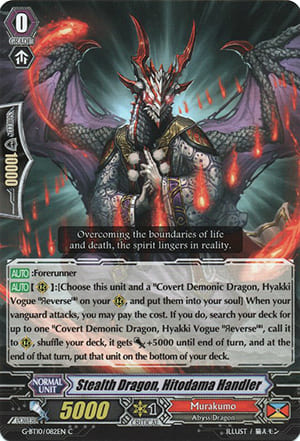 0
GRADE
10000
Overcoming the boundaries of life
and death, the spirit lingers in reality.
AUTO :Forerunner
AUTO [ ]:[Choose this unit and a "Covert Demonic Dragon, Hyakki
Vogue "Яeverse"" on your , and put them into your soul] When your
vanguard attacks, you may pay the cost. If you do, search your deck for
up to one "Covert Demonic Dragon, Hyakki Vogue "Яeverse"", call it
to , shuffle your deck, it gets +5000 until end of turn, and at the
end of that turn, put that unit on the bottom of your deck.
NORMAL
UNIT
Stealth Dragon, Hitodama Handler
POWER
5000
1
CRITICAL
Murakumo
Abyss Dragon
G-BT10/082EN C
ILLUST /